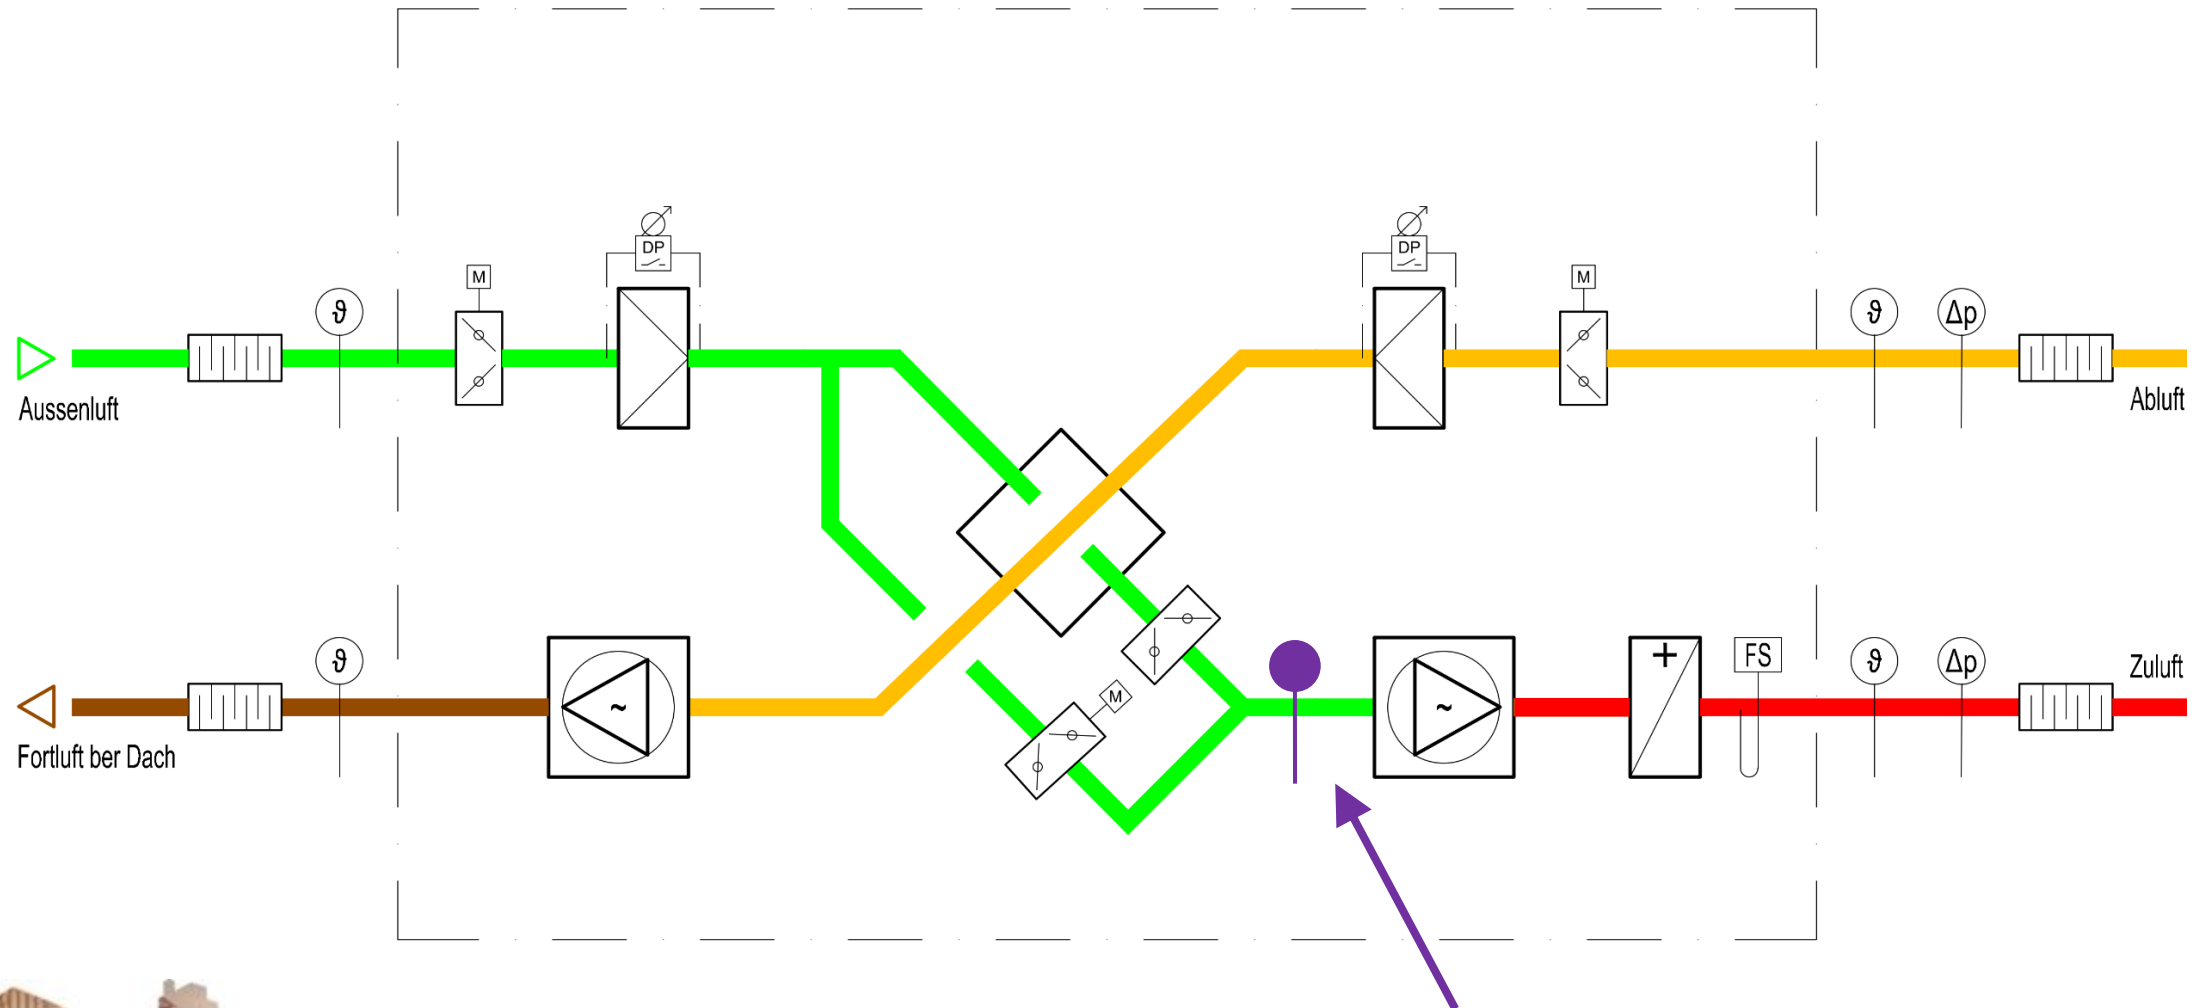 DP
DP
M
M
ϑ
ϑ
Δp
Aussenluft
Abluft
ϑ
~
M
~
+
FS
ϑ
Δp
Zuluft
Fortluft ber Dach